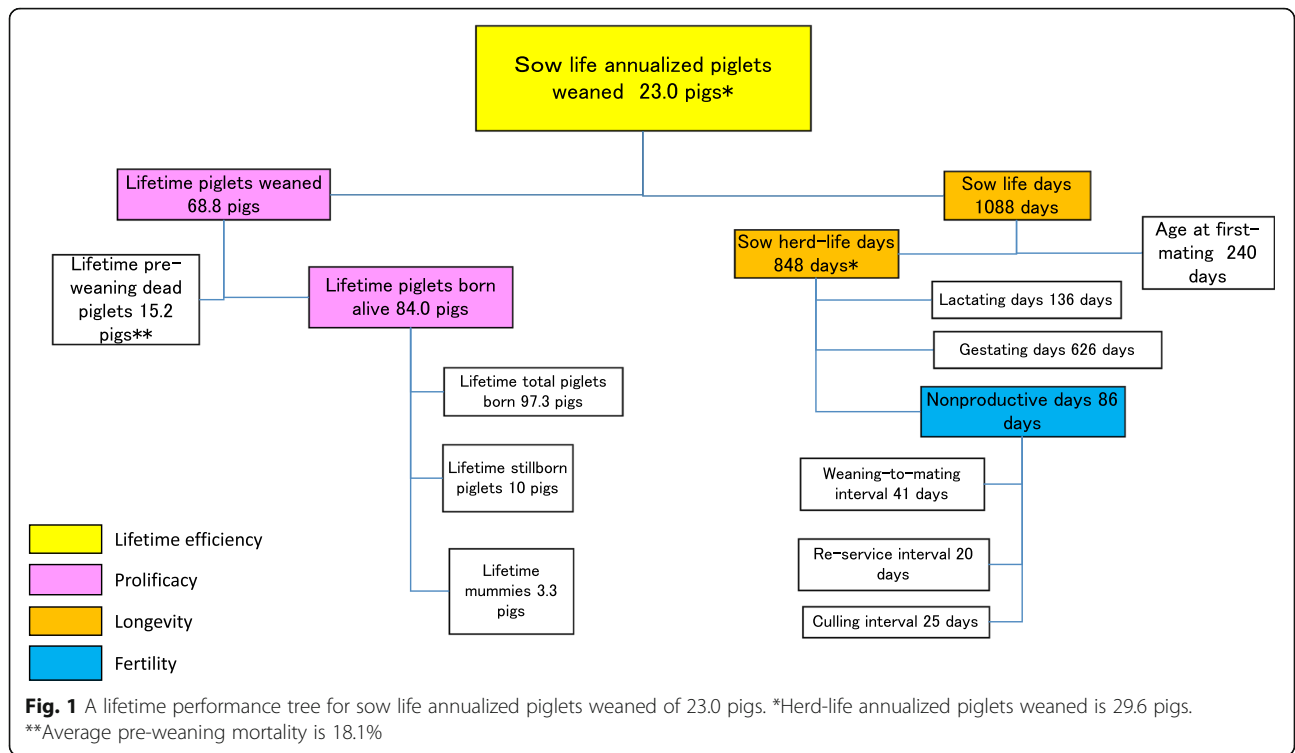 Sow life annualized piglets
weaned 23.0 pigs*
Lifetime piglets weaned
68.8 pigs
Sow life days
1088 days
Lifetime pre-
weaning dead
piglets 15.2
pigs**
Lifetime piglets born
alive 84.0 pigs
Sow herd-life days
848 days*
Age at first-
mating 240
days
Lactating days 136 days
Gestating days 626 days
Lifetime total piglets
born 97.3 pigs
Nonproductive days 86
days
Lifetime stillborn
piglets 10 pigs
Weaning-to-mating
interval 41 days
Lifetime
mummies 3.3
pigs
Re-service interval 20
days
Culling interval 25 days
Lifetime efficiency
Prolificacy
Longevity
Fertility
Fig. 1 A lifetime performance tree for sow life annualized piglets weaned of 23.0 pigs. *Herd-life annualized piglets weaned is 29.6 pigs.
**Average pre-weaning mortality is 18.1%